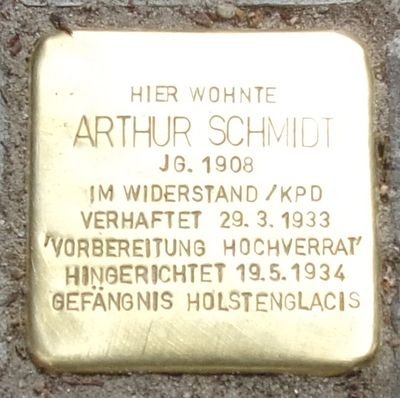 HIER WOHNTE
ARTHUR SCHMIDT
JG. 1908
IM WIDERSTAND / KPD
VERHAFTET 29. 3. 1933
'VORBEREITUNG HOCHVERRAT'
HINGERICHTET 19. 5. 1934
GEFÄNGNIS HOLSTENGLACIS